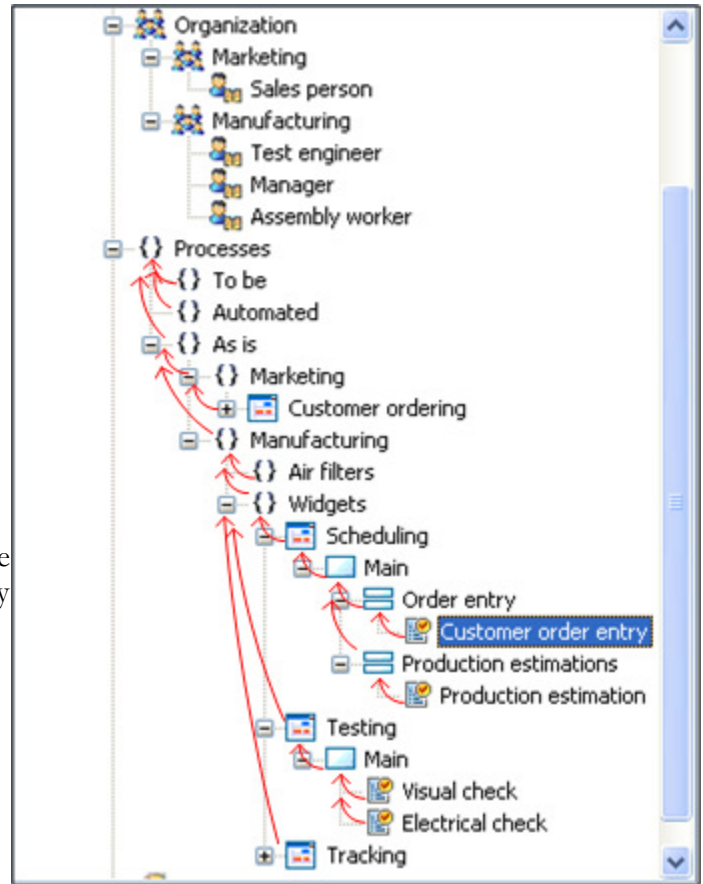 Organization
Marketing
Sales person
Manufacturing
Test engineer
Manager
Assembly worker
{} Processes
{} To be
{} Automated
{} As is
{} Marketing
Customer ordering
{} Manufacturing
{} Air filters
{} Widgets
Scheduling
e
Main
y
Order entry
Customer order entry
Production estimations
Production estimation
Testing
Main
Visual check
Electrical check
Tracking